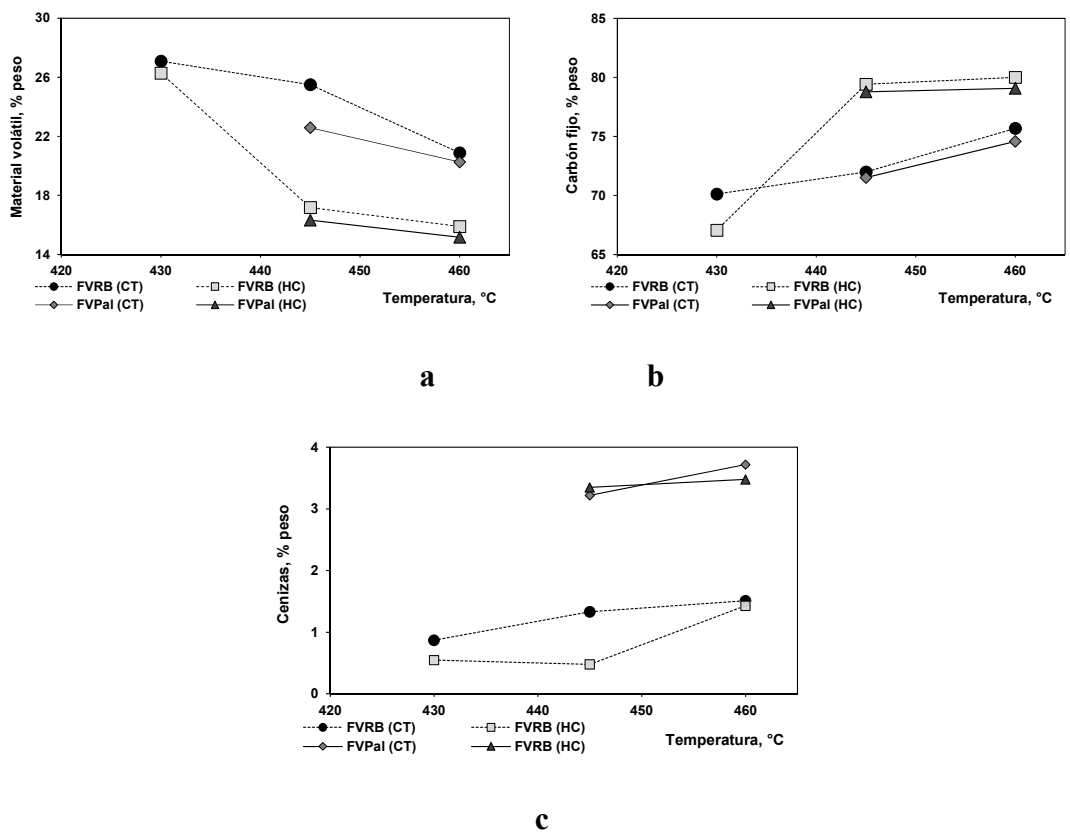 30
26
22
18
14
Material volátil, % peso
420 430 440 450 460
Temperatura, °C
FVRB (CT) FVRB (HC)
FVPal (CT) FVPal (HC)
a
85
80
75
70
65
Carbón fijo, % peso
420 430 440 450 460
Temperatura, °C
FVRB (CT) FVRB (HC)
FVPal (CT) FVPal (HC)
b
4
3
2
1
0
Cenizas, % peso
420 430 440 450 460
FVRB (CT) FVRB (HC)
FVPal (CT) FVRB (HC)
Temperatura, °C
c